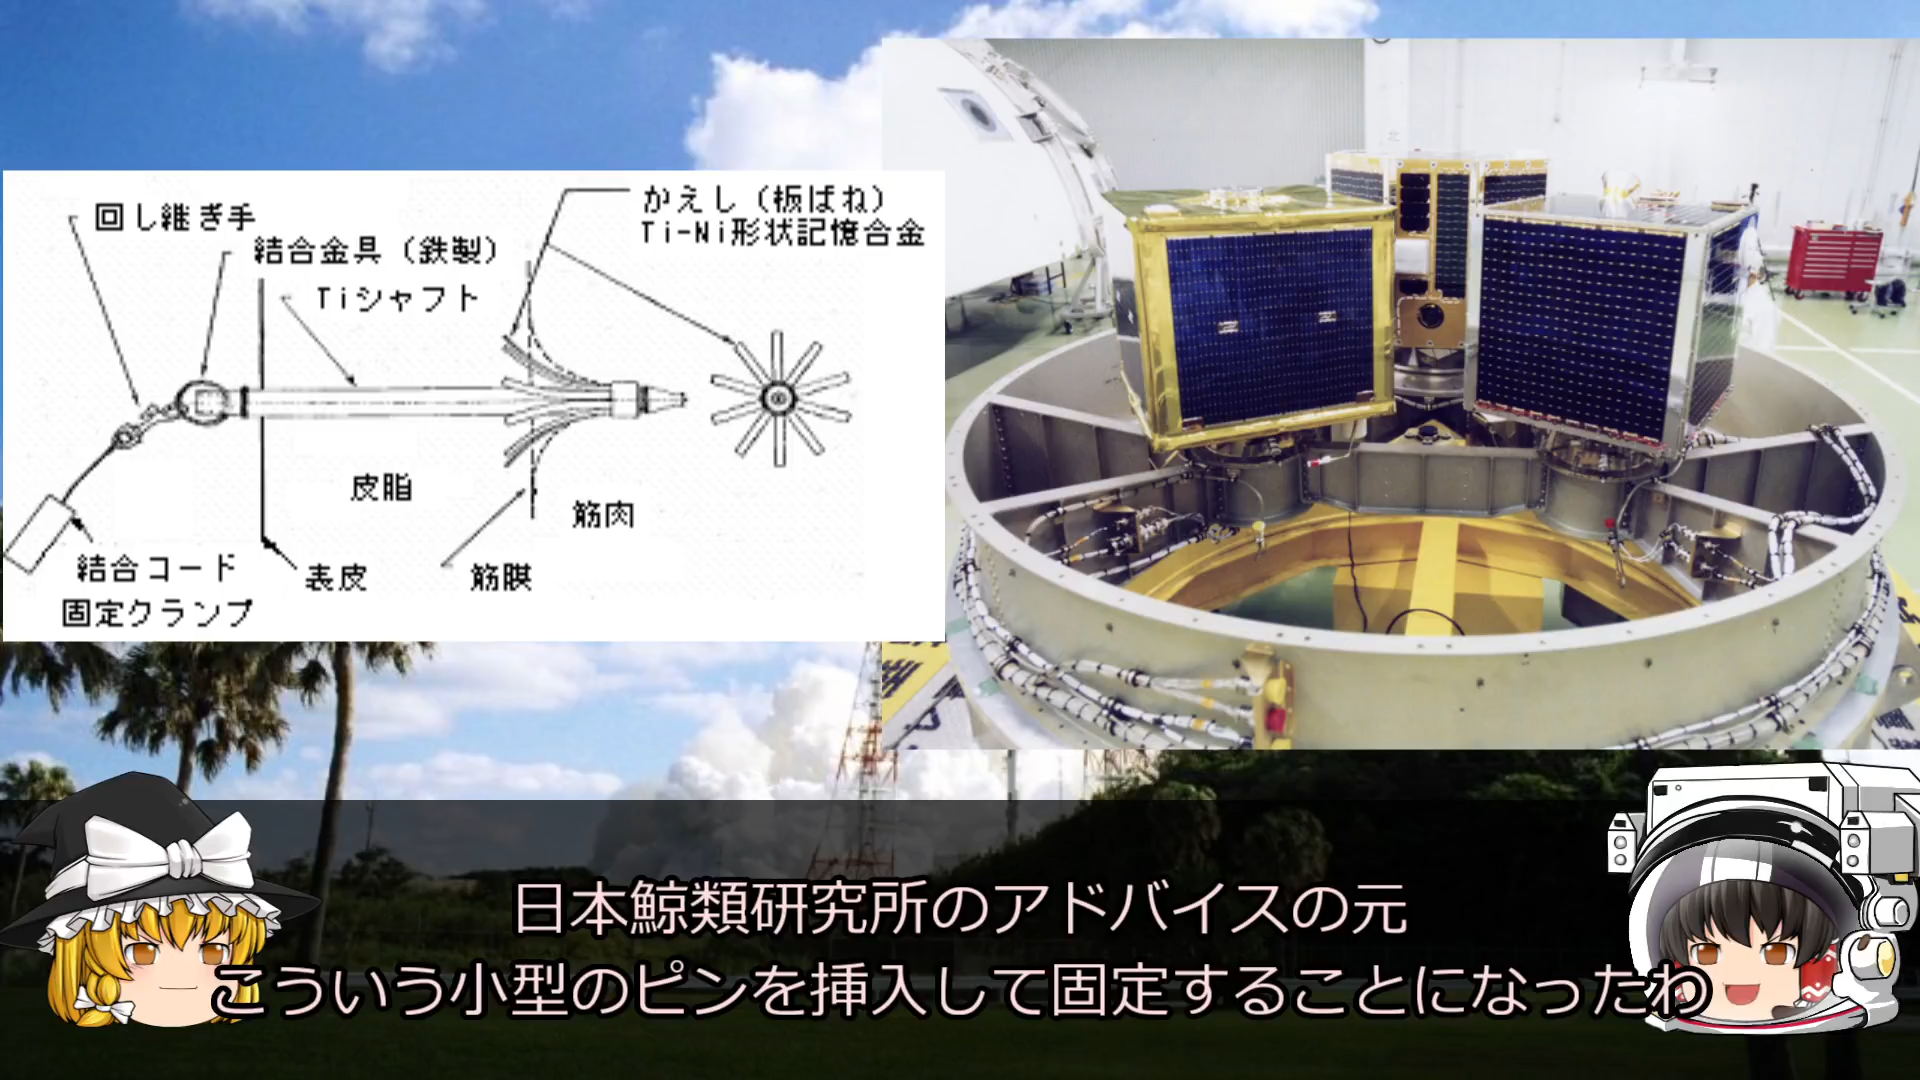 回し継ぎ手
結合金具（鉄製）
Tiシャフト
かえし（板ばね）
Ti-Ni形状記憶合金
皮脂
筋肉
結合コード
固定クランプ
表皮
筋膜
日本鯨類研究所のアドバイスの元
こういう小型のピンを挿入して固定することになったわ